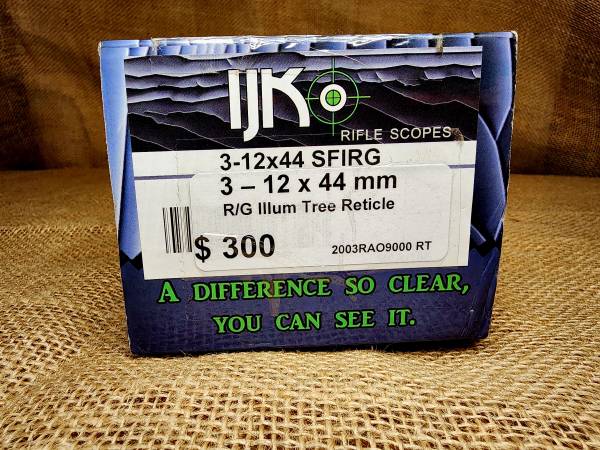 IJK
RIFLE SCOPES
3-12x44 SFIRG
3 – 12 x 44 mm
R/G Illum Tree Reticle
$ 300
2003RAO9000 RT
A DIFFERENCE SO CLEAR,
YOU CAN SEE IT.